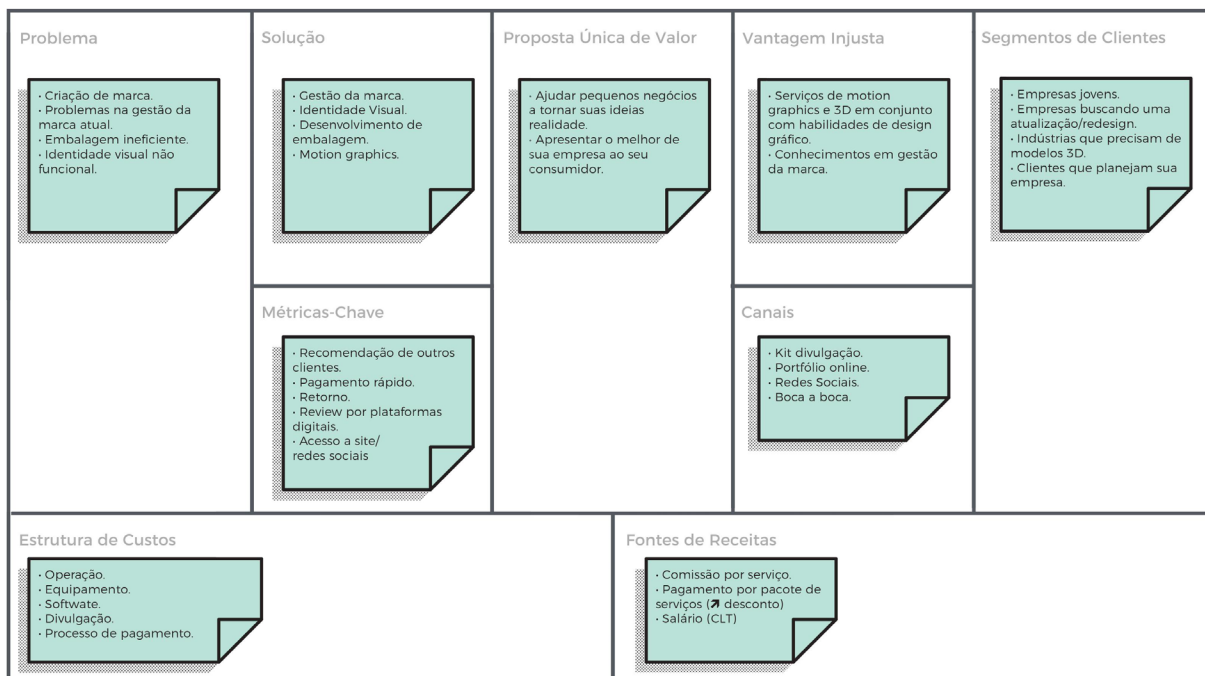 Problema
· Criação de marca.
· Problemas na gestão da
marca atual.
· Embalagem ineficiente.
· Identidade visual não
funcional.
Solução
· Gestão da marca.
· Identidade Visual.
· Desenvolvimento de
embalagem.
· Motion graphics.
Métricas-Chave
· Recomendação de outros
clientes.
· Pagamento rápido.
· Retorno.
· Review por plataformas
digitais.
· Acesso a site/
redes sociais
Proposta Única de Valor
· Ajudar pequenos negócios
a tornar suas ideias
realidade.
· Apresentar o melhor de
sua empresa ao seu
consumidor.
Vantagem Injusta
· Serviços de motion
graphics e 3D em conjunto
com habilidades de design
gráfico.
· Conhecimentos em gestão
da marca.
Canais
· Kit divulgação.
· Portfólio online.
· Redes Sociais.
· Boca a boca.
Segmentos de Clientes
· Empresas jovens.
· Empresas buscando uma
atualização/redesign.
· Indústrias que precisam de
modelos 3D.
· Clientes que planejam sua
empresa.
Estrutura de Custos
· Operação.
· Equipamento.
· Softwate.
· Divulgação.
· Processo de pagamento.
Fontes de Receitas
· Comissão por serviço.
· Pagamento por pacote de
serviços (↗ desconto)
· Salário (CLT)